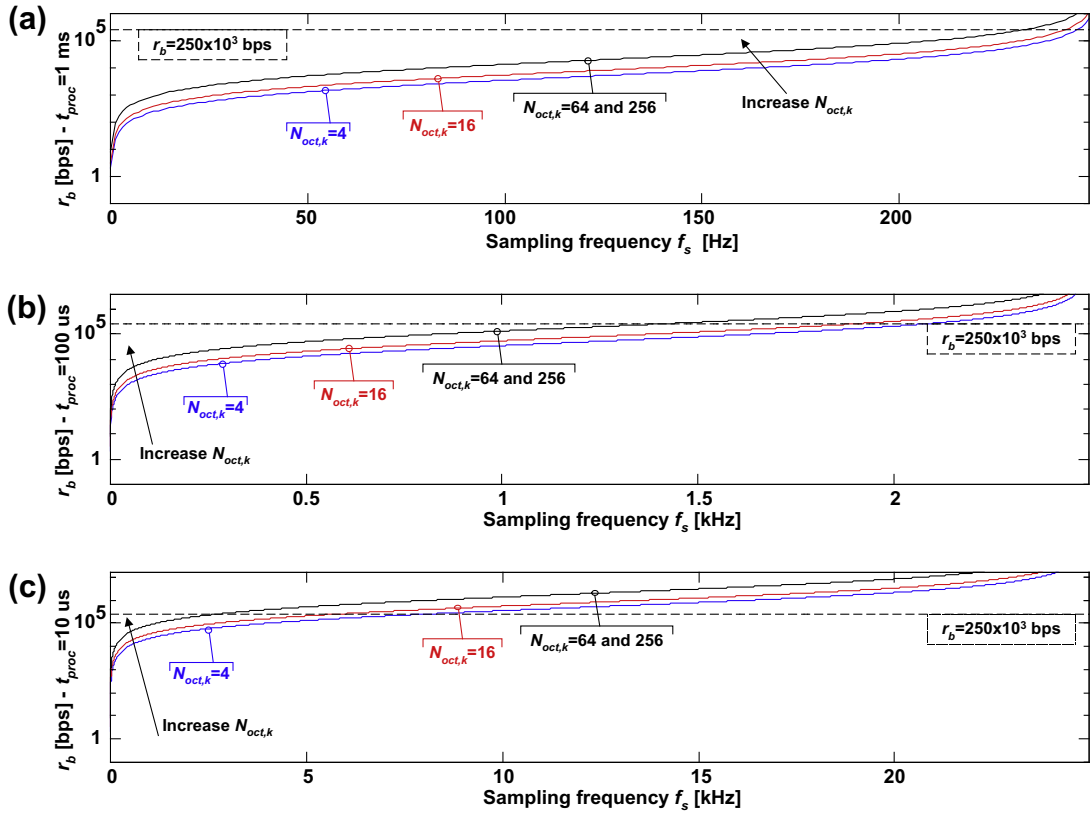 (a)
r_b [bps] - t_proc=1 ms
10^5
1
r_b=250x10^3 bps
N_oct,k=4
N_oct,k=16
N_oct,k=64 and 256
Increase N_oct,k
0 50 100 150 200
Sampling frequency f_s [Hz]
(b)
r_b [bps] - t_proc=100 us
10^5
1
r_b=250x10^3 bps
N_oct,k=4
N_oct,k=16
N_oct,k=64 and 256
Increase N_oct,k
0 0.5 1 1.5 2
Sampling frequency f_s [kHz]
(c)
r_b [bps] - t_proc=10 us
10^5
1
r_b=250x10^3 bps
N_oct,k=4
N_oct,k=16
N_oct,k=64 and 256
Increase N_oct,k
0 5 10 15 20
Sampling frequency f_s [kHz]